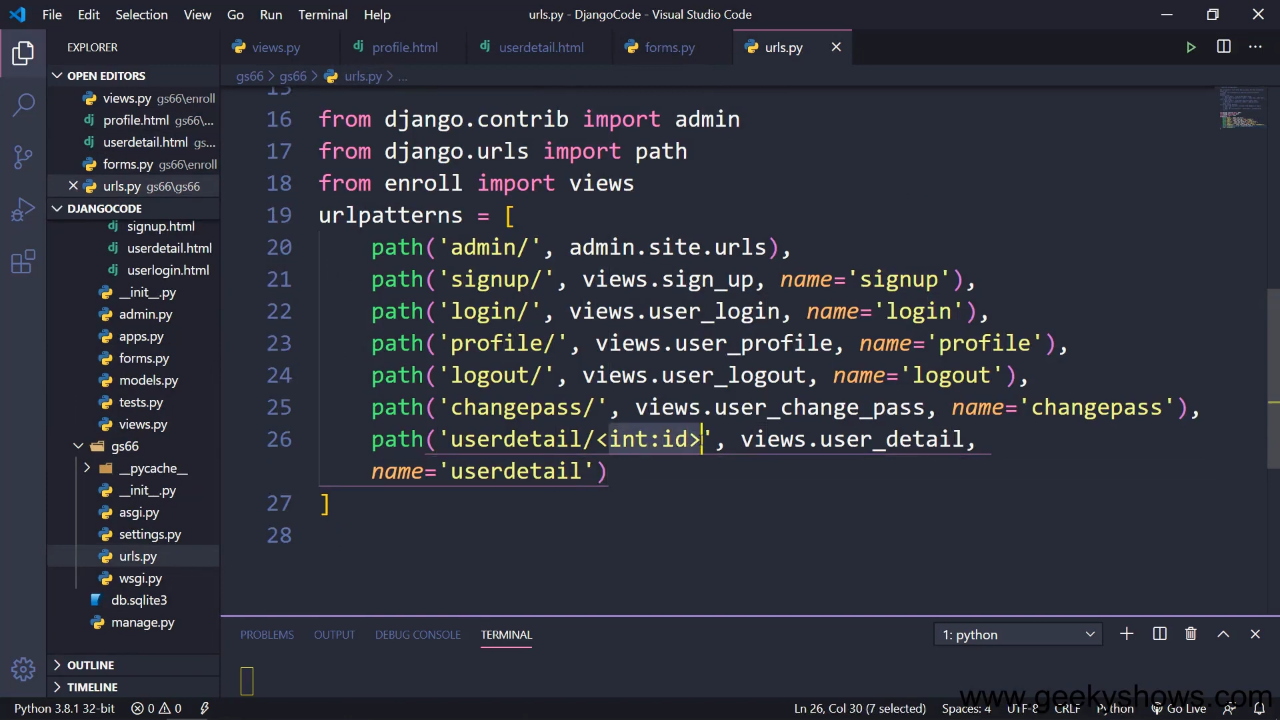 File Edit Selection View Go Run Terminal Help urls.py - DjangoCode - Visual Studio Code
EXPLORER
OPEN EDITORS
views.py gs66\enroll
profile.html gs66\...
userdetail.html gs...
forms.py gs66\enroll
urls.py gs66\gs66
DJANGOCODE
signup.html
userdetail.html
userlogin.html
__init__.py
admin.py
apps.py
forms.py
models.py
tests.py
views.py
gs66
__pycache__
__init__.py
asgi.py
settings.py
urls.py
wsgi.py
db.sqlite3
manage.py
OUTLINE
TIMELINE
views.py profile.html userdetail.html forms.py urls.py
gs66 > gs66 > urls.py > ...
15
16 from django.contrib import admin
17 from django.urls import path
18 from enroll import views
19 urlpatterns = [
20 path('admin/', admin.site.urls),
21 path('signup/', views.sign_up, name='signup'),
22 path('login/', views.user_login, name='login'),
23 path('profile/', views.user_profile, name='profile'),
24 path('logout/', views.user_logout, name='logout'),
25 path('changepass/', views.user_change_pass, name='changepass'),
26 path('userdetail/<int:id>', views.user_detail,
name='userdetail')
27 ]
28
PROBLEMS OUTPUT DEBUG CONSOLE TERMINAL 1: python
www.geekyshows.com
Python 3.8.1 32-bit 0 0 Ln 26, Col 30 (7 selected) Spaces: 4 UTF-8 CRLF Python Go Live